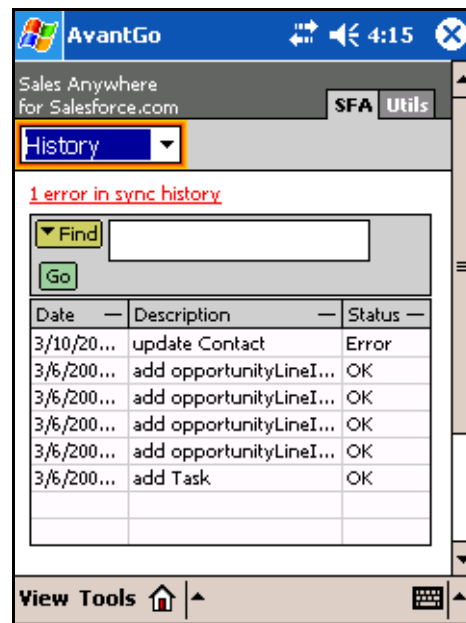 AvantGo 4:15
Sales Anywhere
for Salesforce.com
SFA Utils
History
1 error in sync history
Find
Go
Date Description Status
3/10/20... update Contact Error
3/6/200... add opportunityLineI... OK
3/6/200... add opportunityLineI... OK
3/6/200... add opportunityLineI... OK
3/6/200... add opportunityLineI... OK
3/6/200... add Task OK
View Tools